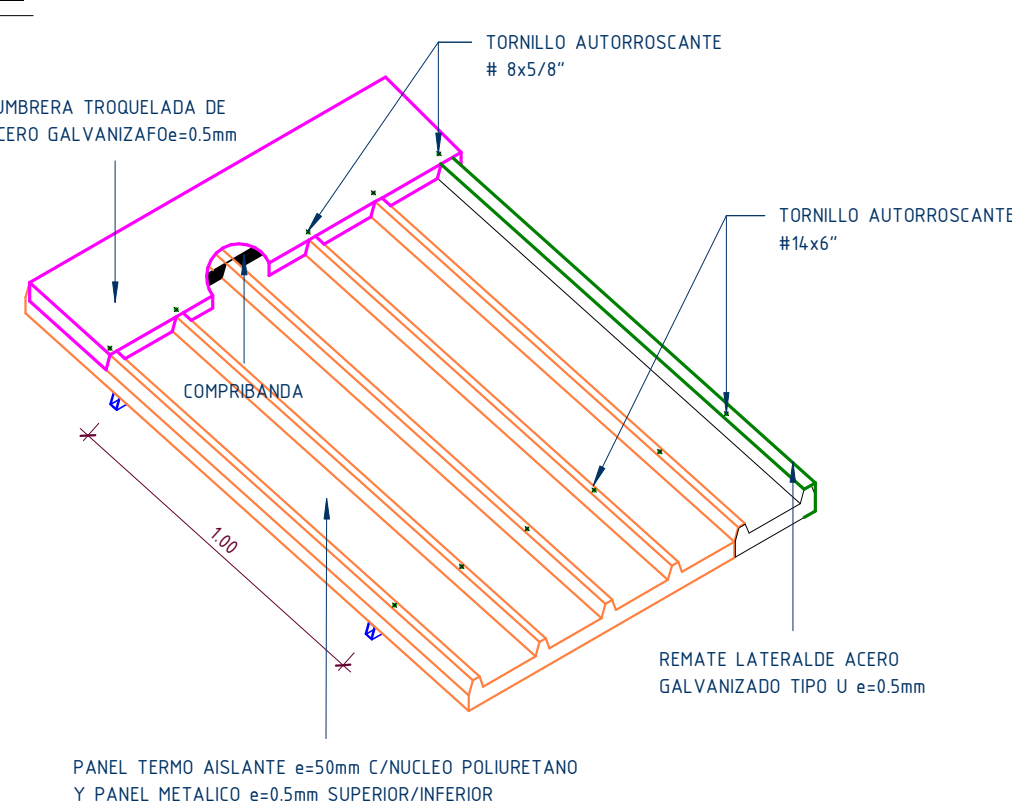 TORNILLO AUTORROSCANTE
# 8x5/8"
UMBRERA TROQUELADA DE
CERO GALVANIZAFOe=0.5mm
TORNILLO AUTORROSCANTE
#14x6"
COMPRIBANDA
1.00
REMATE LATERALDE ACERO
GALVANIZADO TIPO U e=0.5mm
PANEL TERMO AISLANTE e=50mm C/NUCLEO POLIURETANO
Y PANEL METALICO e=0.5mm SUPERIOR/INFERIOR